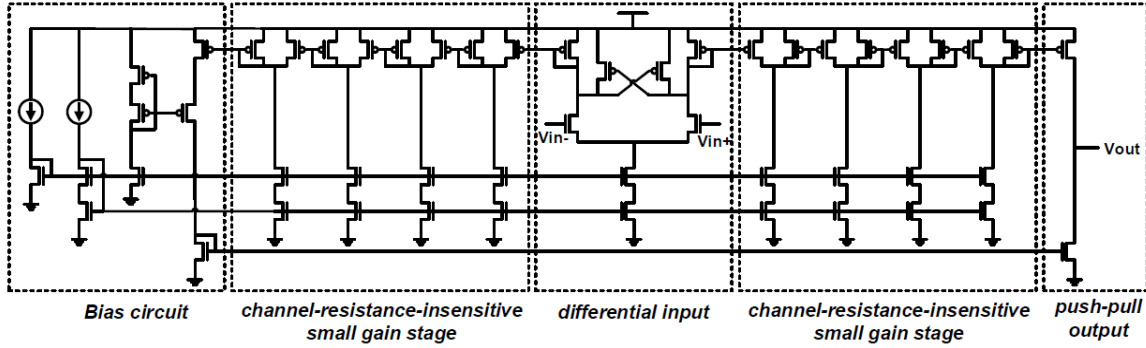 Vin-
Vin+
Vout
Bias circuit
channel-resistance-insensitive
small gain stage
differential input
channel-resistance-insensitive
small gain stage
push-pull
output